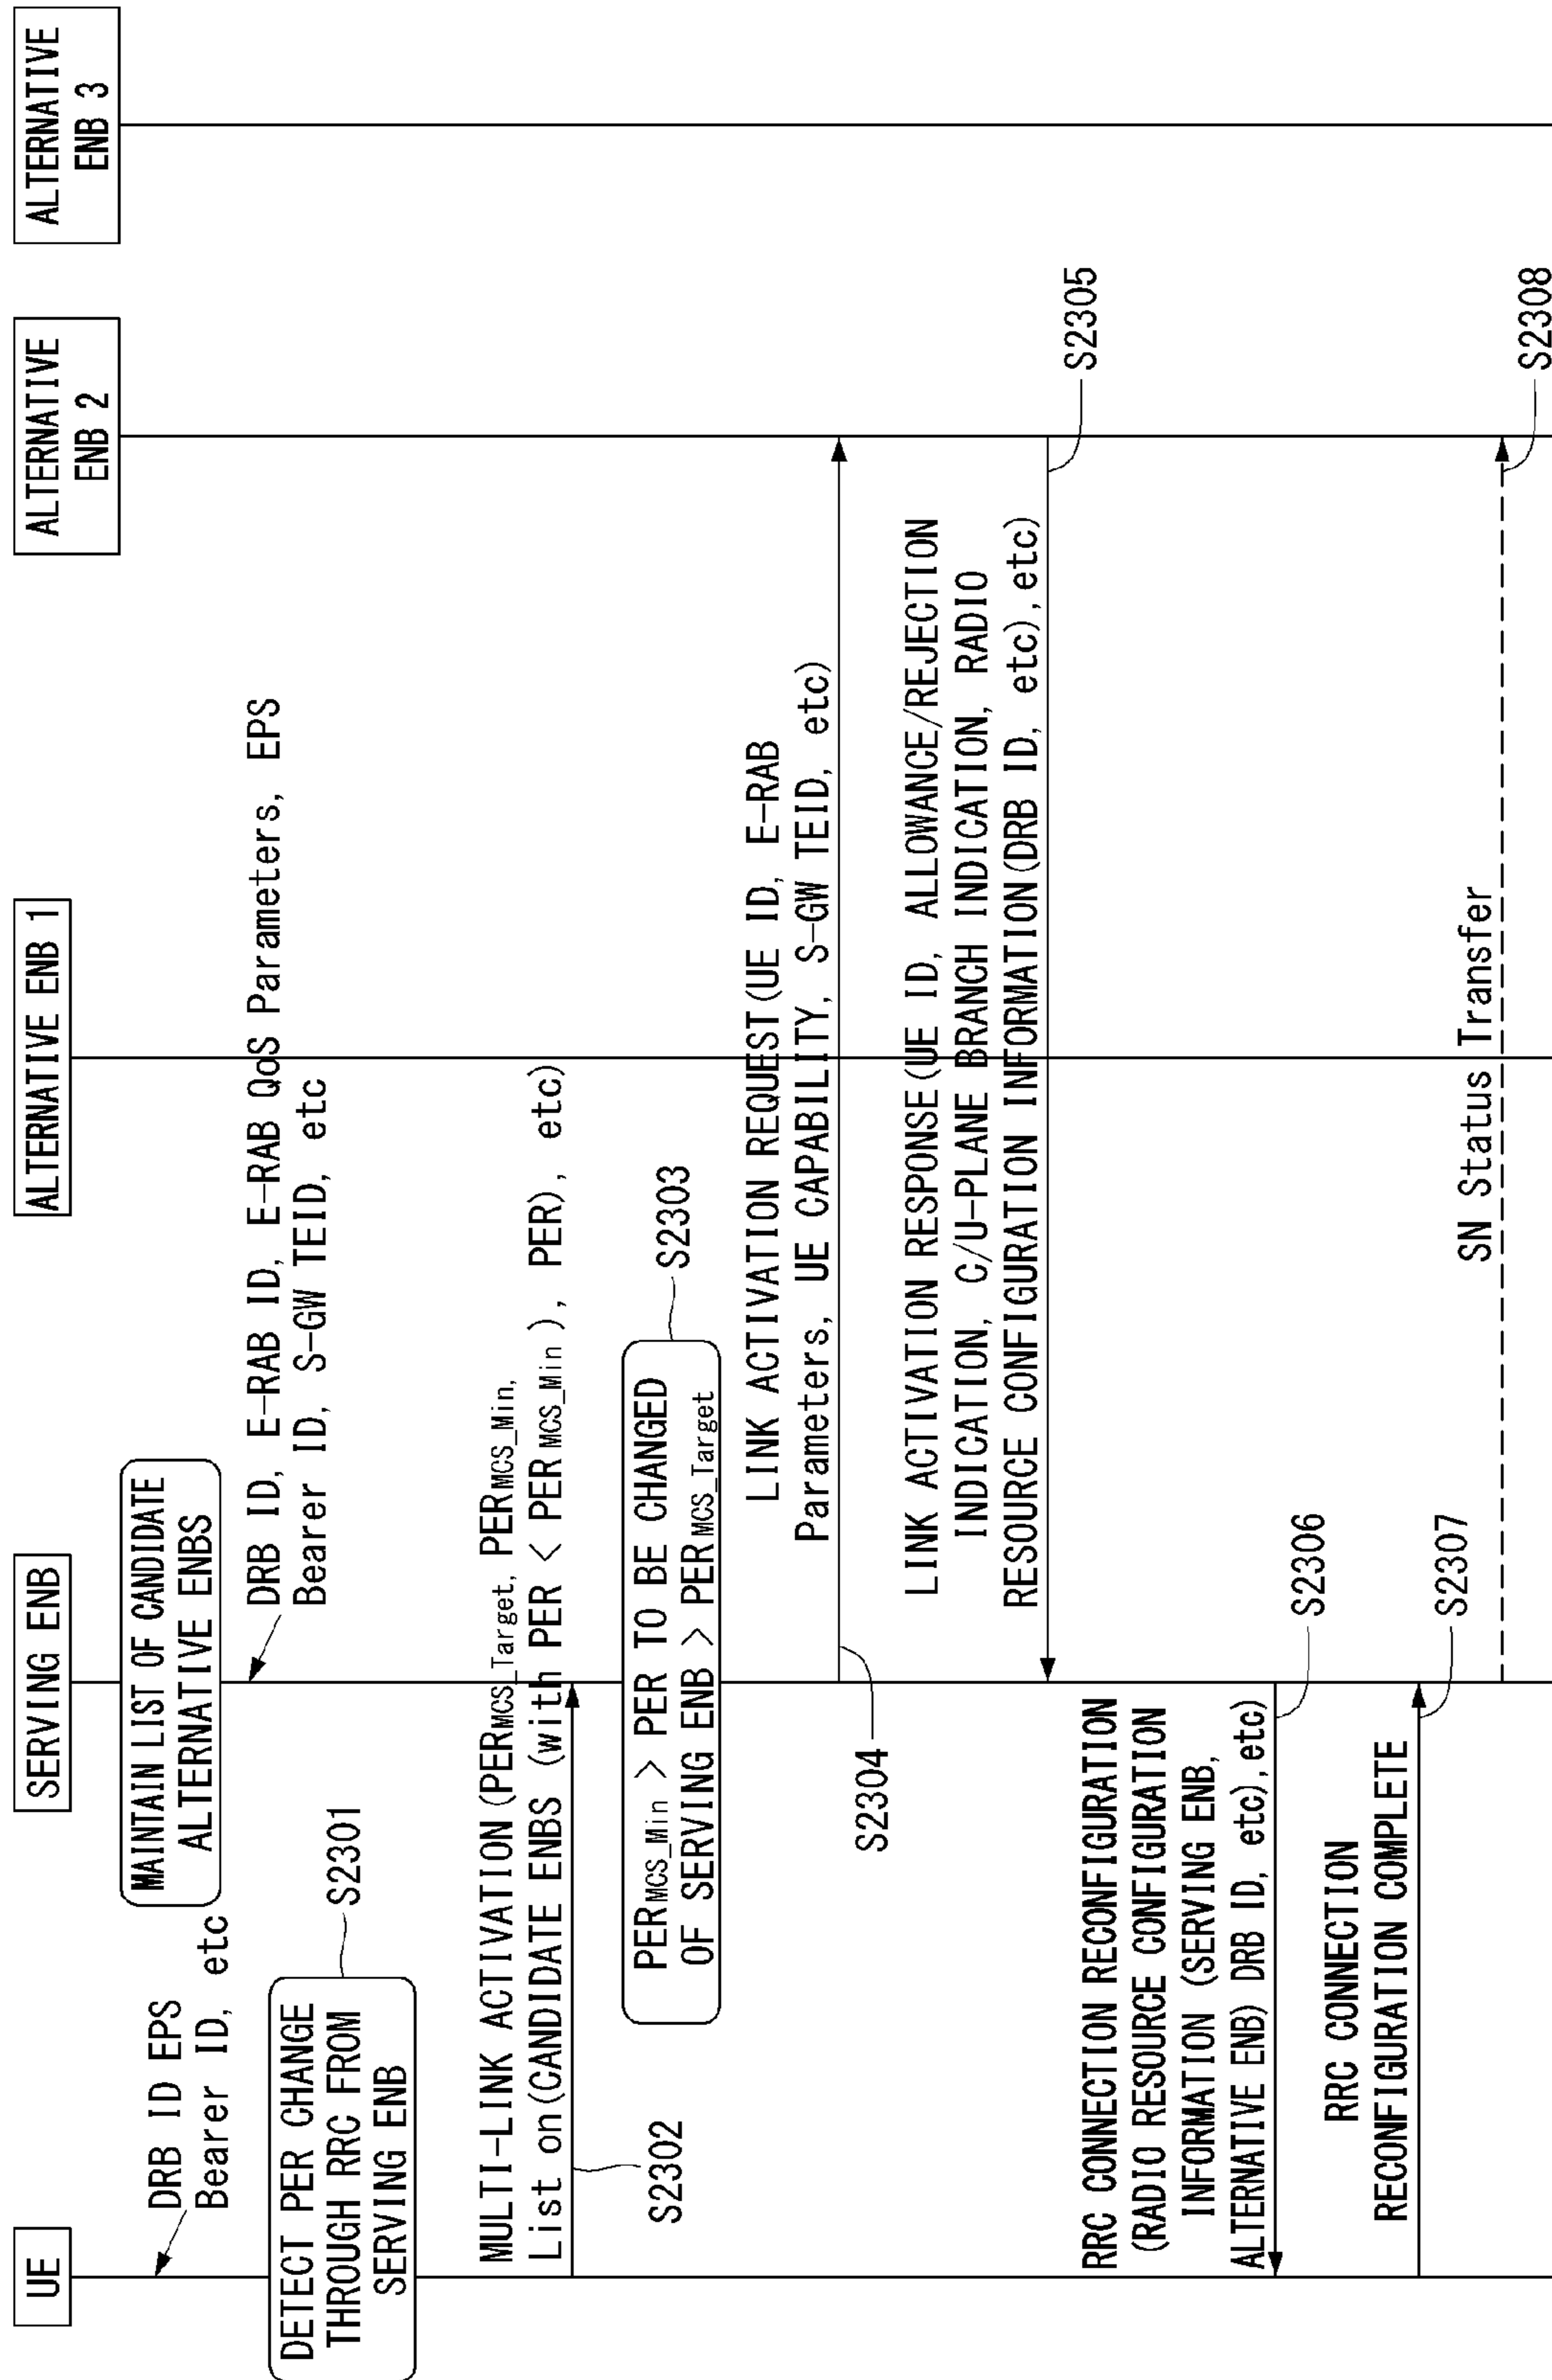 UE
SERVING ENB
ALTERNATIVE ENB 1
ALTERNATIVE
ENB 2
ALTERNATIVE
ENB 3
MAINTAIN LIST OF CANDIDATE
ALTERNATIVE ENBS
DRB ID EPS
Bearer ID, etc
DRB ID, E-RAB ID, E-RAB QoS Parameters, EPS
Bearer ID, S-GW TEID, etc
DETECT PER CHANGE
THROUGH RRC FROM
SERVING ENB
S2301
MULTI-LINK ACTIVATION(PERMCS_Target, PERMCS_Min,
List on(CANDIDATE ENBS (with PER < PER MCS_Min), PER), etc)
S2302
PERMCS_Min > PER TO BE CHANGED
OF SERVING ENB > PERMCS_Target
S2303
LINK ACTIVATION REQUEST(UE ID, E-RAB
Parameters, UE CAPABILITY, S-GW TEID, etc)
S2304
LINK ACTIVATION RESPONSE(UE ID, ALLOWANCE/REJECTION
INDICATION, C/U-PLANE BRANCH INDICATION, RADIO
RESOURCE CONFIGURATION INFORMATION(DRB ID, etc),etc)
S2305
RRC CONNECTION RECONFIGURATION
(RADIO RESOURCE CONFIGURATION
INFORMATION (SERVING ENB,
ALTERNATIVE ENB) DRB ID, etc),etc)
S2306
RRC CONNECTION
RECONFIGURATION COMPLETE
S2307
SN Status Transfer
S2308